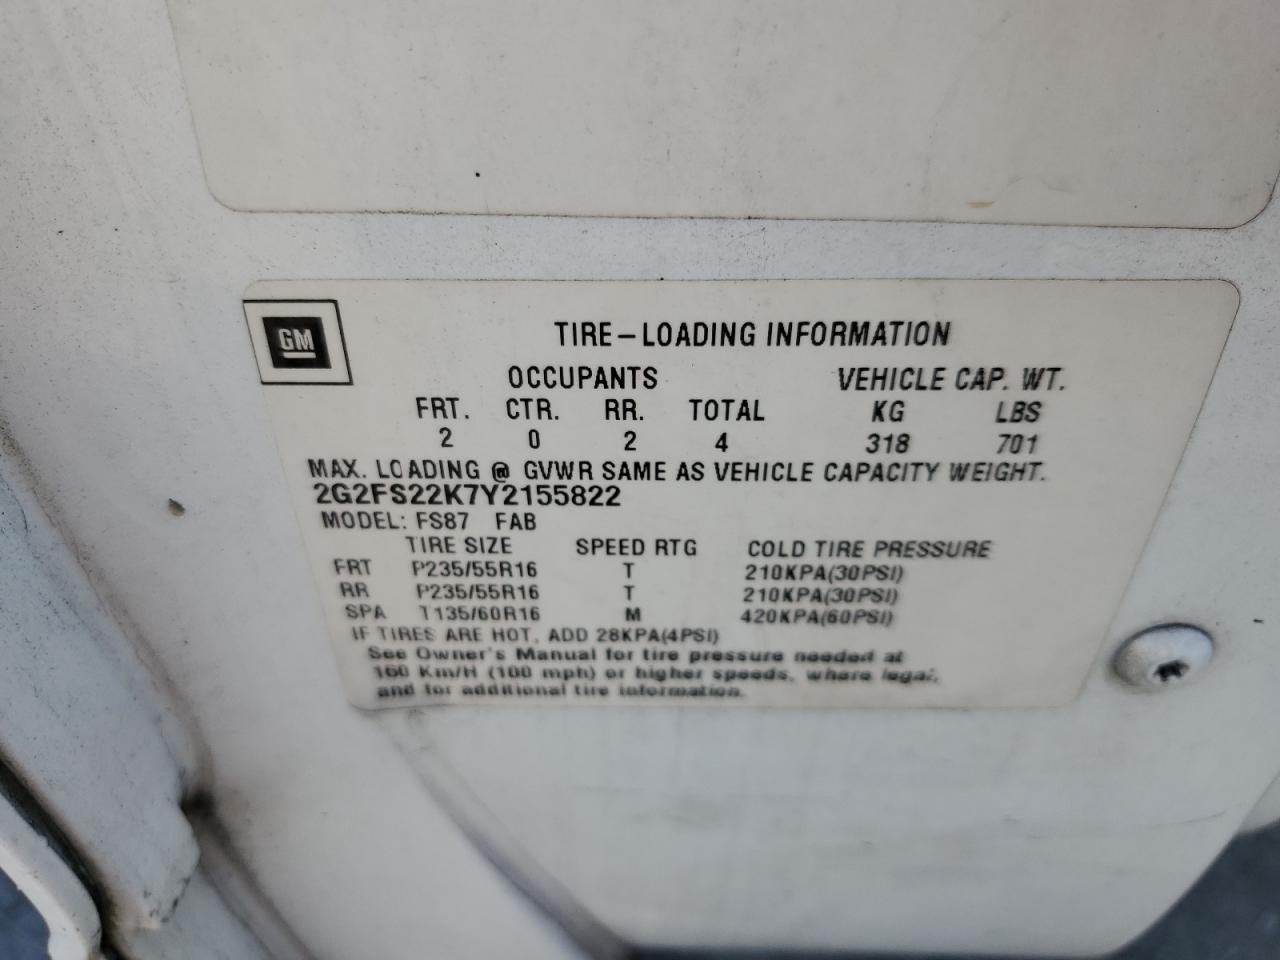 GM
TIRE-LOADING INFORMATION
OCCUPANTS VEHICLE CAP. WT.
FRT. CTR. RR. TOTAL KG LBS
2 0 2 4 318 701
MAX. LOADING @ GVWR SAME AS VEHICLE CAPACITY WEIGHT.
2G2FS22K7Y2155822
MODEL: FS87 FAB
TIRE SIZE SPEED RTG COLD TIRE PRESSURE
FRT P235/55R16 T 210KPA(30PSI)
RR P235/55R16 T 210KPA(30PSI)
SPA T135/60R16 M 420KPA(60PSI)
IF TIRES ARE HOT, ADD 28KPA(4PSI)
See Owner's Manual for tire pressure needed at
160 Km/H (100 mph) or higher speeds, where legal,
and for additional tire information.